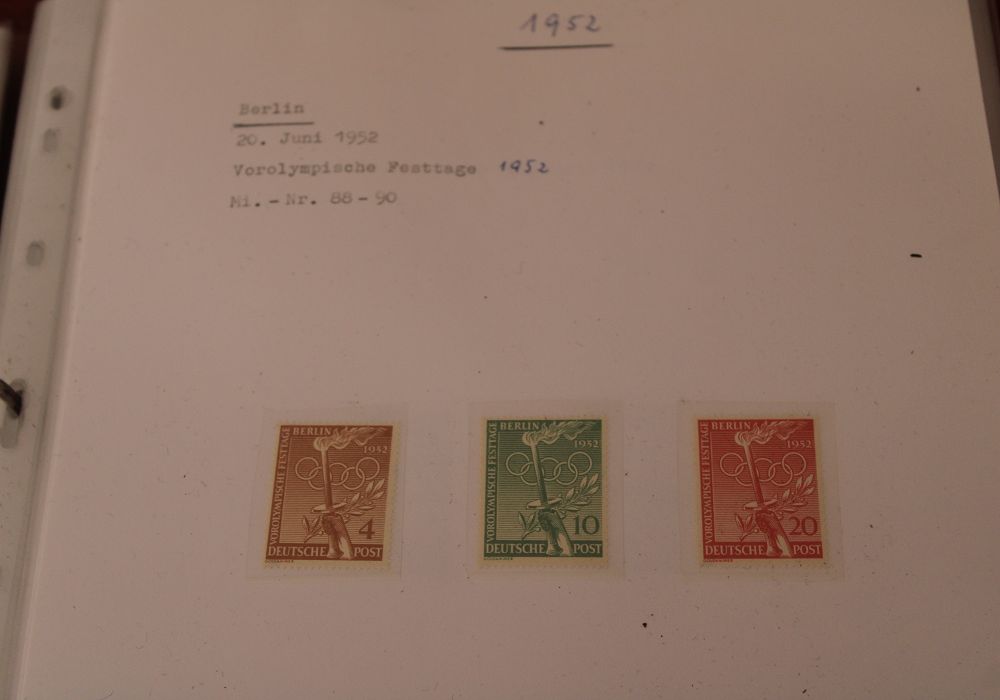 1952
Berlin
20. Juni 1952
Vorolympische Festtage 1952
Mi.-Nr. 88-90
BERLIN
1952
VOROLYMPISCHE FESTTAGE
4
DEUTSCHE POST
BERLIN
1952
VOROLYMPISCHE FESTTAGE
10
DEUTSCHE POST
BERLIN
1952
VOROLYMPISCHE FESTTAGE
20
DEUTSCHE POST